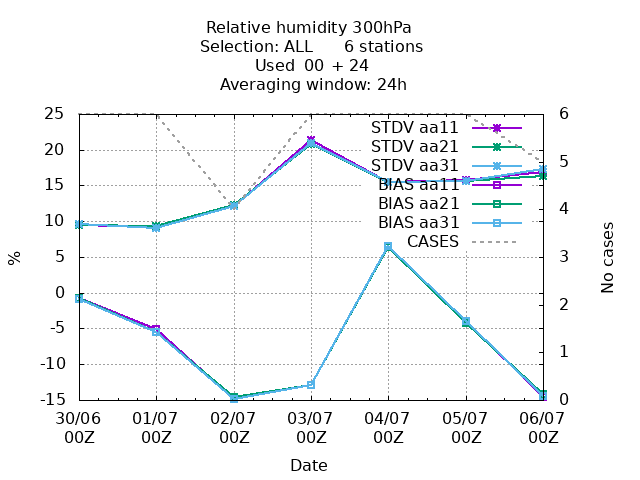 Relative humidity 300hPa
Selection: ALL 6 stations
Used 00 + 24
Averaging window: 24h
25
20
15
10
5
0
-5
-10
-15
%
STDV aa11
STDV aa21
STDV aa31
BIAS aa11
BIAS aa21
BIAS aa31
CASES
6
5
4
3
2
1
0
No cases
30/06 01/07 02/07 03/07 04/07 05/07 06/07
00Z 00Z 00Z 00Z 00Z 00Z 00Z
Date